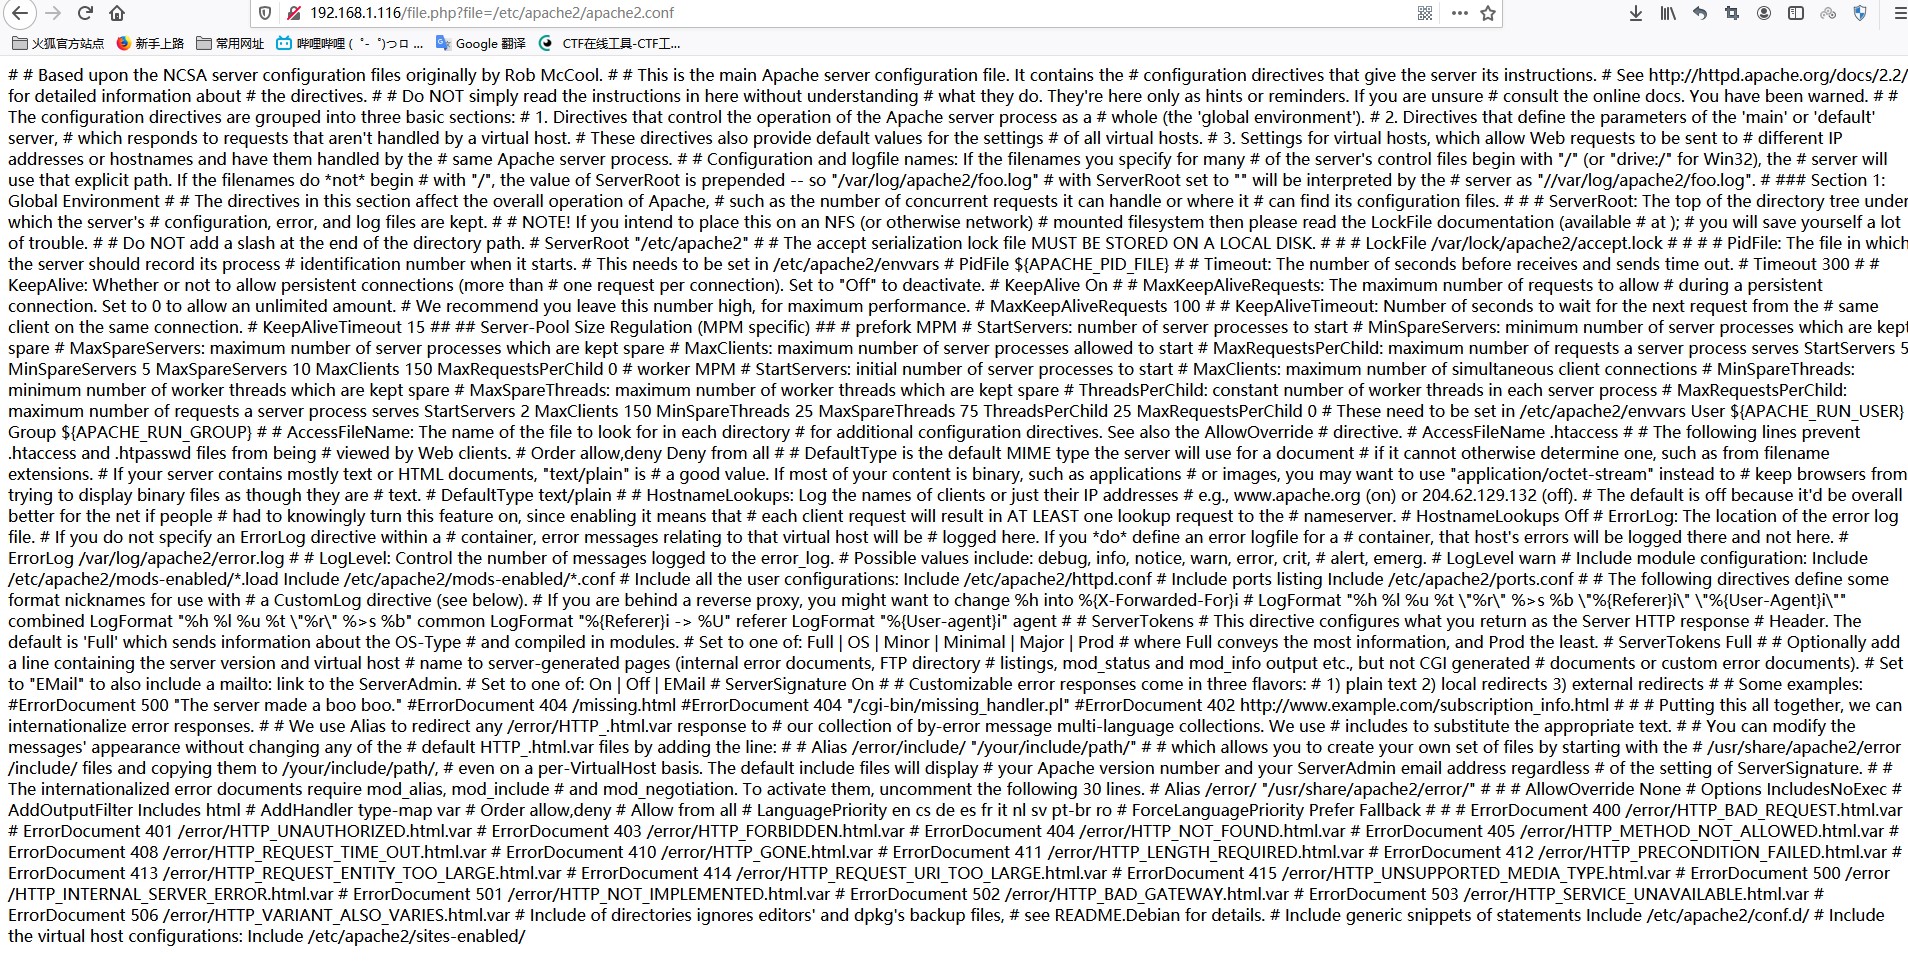 192.168.1.116/file.php?file=/etc/apache2/apache2.conf
火狐官方站点 新手上路 常用网址 哔哩哔哩 ( ゜- ゜)つロ ... Google 翻译 CTF在线工具-CTF工...
# # Based upon the NCSA server configuration files originally by Rob McCool. # # This is the main Apache server configuration file. It contains the # configuration directives that give the server its instructions. # See http://httpd.apache.org/docs/2.2/
for detailed information about # the directives. # # Do NOT simply read the instructions in here without understanding # what they do. They're here only as hints or reminders. If you are unsure # consult the online docs. You have been warned. # #
The configuration directives are grouped into three basic sections: # 1. Directives that control the operation of the Apache server process as a # whole (the 'global environment'). # 2. Directives that define the parameters of the 'main' or 'default'
server, # which responds to requests that aren't handled by a virtual host. # These directives also provide default values for the settings # of all virtual hosts. # 3. Settings for virtual hosts, which allow Web requests to be sent to # different IP
addresses or hostnames and have them handled by the # same Apache server process. # # Configuration and logfile names: If the filenames you specify for many # of the server's control files begin with "/" (or "drive:/" for Win32), the # server will
use that explicit path. If the filenames do *not* begin # with "/", the value of ServerRoot is prepended -- so "/var/log/apache2/foo.log" # with ServerRoot set to "" will be interpreted by the # server as "//var/log/apache2/foo.log". # ### Section 1:
Global Environment # # The directives in this section affect the overall operation of Apache, # such as the number of concurrent requests it can handle or where it # can find its configuration files. # # # ServerRoot: The top of the directory tree under
which the server's # configuration, error, and log files are kept. # # NOTE! If you intend to place this on an NFS (or otherwise network) # mounted filesystem then please read the LockFile documentation (available # at ); # you will save yourself a lot
of trouble. # # Do NOT add a slash at the end of the directory path. # ServerRoot "/etc/apache2" # # The accept serialization lock file MUST BE STORED ON A LOCAL DISK. # # # LockFile /var/lock/apache2/accept.lock # # # # PidFile: The file in which
the server should record its process # identification number when it starts. # This needs to be set in /etc/apache2/envvars # PidFile ${APACHE_PID_FILE} # # Timeout: The number of seconds before receives and sends time out. # Timeout 300 # #
KeepAlive: Whether or not to allow persistent connections (more than # one request per connection). Set to "Off" to deactivate. # KeepAlive On # # MaxKeepAliveRequests: The maximum number of requests to allow # during a persistent
connection. Set to 0 to allow an unlimited amount. # We recommend you leave this number high, for maximum performance. # MaxKeepAliveRequests 100 # # KeepAliveTimeout: Number of seconds to wait for the next request from the # same
client on the same connection. # KeepAliveTimeout 15 ## ## Server-Pool Size Regulation (MPM specific) ## # prefork MPM # StartServers: number of server processes to start # MinSpareServers: minimum number of server processes which are kept
spare # MaxSpareServers: maximum number of server processes which are kept spare # MaxClients: maximum number of server processes allowed to start # MaxRequestsPerChild: maximum number of requests a server process serves StartServers 5
MinSpareServers 5 MaxSpareServers 10 MaxClients 150 MaxRequestsPerChild 0 # worker MPM # StartServers: initial number of server processes to start # MaxClients: maximum number of simultaneous client connections # MinSpareThreads:
minimum number of worker threads which are kept spare # MaxSpareThreads: maximum number of worker threads which are kept spare # ThreadsPerChild: constant number of worker threads in each server process # MaxRequestsPerChild:
maximum number of requests a server process serves StartServers 2 MaxClients 150 MinSpareThreads 25 MaxSpareThreads 75 ThreadsPerChild 25 MaxRequestsPerChild 0 # These need to be set in /etc/apache2/envvars User ${APACHE_RUN_USER}
Group ${APACHE_RUN_GROUP} # # AccessFileName: The name of the file to look for in each directory # for additional configuration directives. See also the AllowOverride # directive. # AccessFileName .htaccess # # The following lines prevent
.htaccess and .htpasswd files from being # viewed by Web clients. # Order allow,deny Deny from all # # DefaultType is the default MIME type the server will use for a document # if it cannot otherwise determine one, such as from filename
extensions. # If your server contains mostly text or HTML documents, "text/plain" is # a good value. If most of your content is binary, such as applications # or images, you may want to use "application/octet-stream" instead to # keep browsers from
trying to display binary files as though they are # text. # DefaultType text/plain # # HostnameLookups: Log the names of clients or just their IP addresses # e.g., www.apache.org (on) or 204.62.129.132 (off). # The default is off because it'd be overall
better for the net if people # had to knowingly turn this feature on, since enabling it means that # each client request will result in AT LEAST one lookup request to the # nameserver. # HostnameLookups Off # ErrorLog: The location of the error log
file. # If you do not specify an ErrorLog directive within a # container, error messages relating to that virtual host will be # logged here. If you *do* define an error logfile for a # container, that host's errors will be logged there and not here. #
ErrorLog /var/log/apache2/error.log # # LogLevel: Control the number of messages logged to the error_log. # Possible values include: debug, info, notice, warn, error, crit, # alert, emerg. # LogLevel warn # Include module configuration: Include
/etc/apache2/mods-enabled/*.load Include /etc/apache2/mods-enabled/*.conf # Include all the user configurations: Include /etc/apache2/httpd.conf # Include ports listing Include /etc/apache2/ports.conf # # The following directives define some
format nicknames for use with # a CustomLog directive (see below). # If you are behind a reverse proxy, you might want to change %h into %{X-Forwarded-For}i # LogFormat "%h %l %u %t \"%r\" %>s %b \"%{Referer}i\" \"%{User-Agent}i\""
combined LogFormat "%h %l %u %t \"%r\" %>s %b" common LogFormat "%{Referer}i -> %U" referer LogFormat "%{User-agent}i" agent # # ServerTokens # This directive configures what you return as the Server HTTP response # Header. The
default is 'Full' which sends information about the OS-Type # and compiled in modules. # Set to one of: Full | OS | Minor | Minimal | Major | Prod # where Full conveys the most information, and Prod the least. # ServerTokens Full # # Optionally add
a line containing the server version and virtual host # name to server-generated pages (internal error documents, FTP directory # listings, mod_status and mod_info output etc., but not CGI generated # documents or custom error documents). # Set
to "EMail" to also include a mailto: link to the ServerAdmin. # Set to one of: On | Off | EMail # ServerSignature On # # Customizable error responses come in three flavors: # 1) plain text 2) local redirects 3) external redirects # # Some examples:
#ErrorDocument 500 "The server made a boo boo." #ErrorDocument 404 /missing.html #ErrorDocument 404 "/cgi-bin/missing_handler.pl" #ErrorDocument 402 http://www.example.com/subscription_info.html # # # Putting this all together, we can
internationalize error responses. # # We use Alias to redirect any /error/HTTP_.html.var response to # our collection of by-error message multi-language collections. We use # includes to substitute the appropriate text. # # You can modify the
messages' appearance without changing any of the # default HTTP_.html.var files by adding the line: # # Alias /error/include/ "/your/include/path/" # # which allows you to create your own set of files by starting with the # /usr/share/apache2/error
/include/ files and copying them to /your/include/path/, # even on a per-VirtualHost basis. The default include files will display # your Apache version number and your ServerAdmin email address regardless # of the setting of ServerSignature. # #
The internationalized error documents require mod_alias, mod_include # and mod_negotiation. To activate them, uncomment the following 30 lines. # Alias /error/ "/usr/share/apache2/error/" # # # AllowOverride None # Options IncludesNoExec #
AddOutputFilter Includes html # AddHandler type-map var # Order allow,deny # Allow from all # LanguagePriority en cs de es fr it nl sv pt-br ro # ForceLanguagePriority Prefer Fallback # # # ErrorDocument 400 /error/HTTP_BAD_REQUEST.html.var
# ErrorDocument 401 /error/HTTP_UNAUTHORIZED.html.var # ErrorDocument 403 /error/HTTP_FORBIDDEN.html.var # ErrorDocument 404 /error/HTTP_NOT_FOUND.html.var # ErrorDocument 405 /error/HTTP_METHOD_NOT_ALLOWED.html.var #
ErrorDocument 408 /error/HTTP_REQUEST_TIME_OUT.html.var # ErrorDocument 410 /error/HTTP_GONE.html.var # ErrorDocument 411 /error/HTTP_LENGTH_REQUIRED.html.var # ErrorDocument 412 /error/HTTP_PRECONDITION_FAILED.html.var #
ErrorDocument 413 /error/HTTP_REQUEST_ENTITY_TOO_LARGE.html.var # ErrorDocument 414 /error/HTTP_REQUEST_URI_TOO_LARGE.html.var # ErrorDocument 415 /error/HTTP_UNSUPPORTED_MEDIA_TYPE.html.var # ErrorDocument 500 /error
/HTTP_INTERNAL_SERVER_ERROR.html.var # ErrorDocument 501 /error/HTTP_NOT_IMPLEMENTED.html.var # ErrorDocument 502 /error/HTTP_BAD_GATEWAY.html.var # ErrorDocument 503 /error/HTTP_SERVICE_UNAVAILABLE.html.var #
ErrorDocument 506 /error/HTTP_VARIANT_ALSO_VARIES.html.var # Include of directories ignores editors' and dpkg's backup files, # see README.Debian for details. # Include generic snippets of statements Include /etc/apache2/conf.d/ # Include
the virtual host configurations: Include /etc/apache2/sites-enabled/